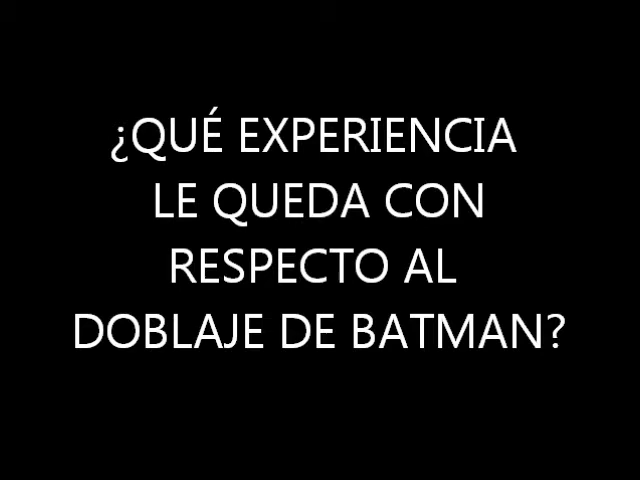 ¿QUÉ EXPERIENCIA
LE QUEDA CON
RESPECTO AL
DOBLAJE DE BATMAN?